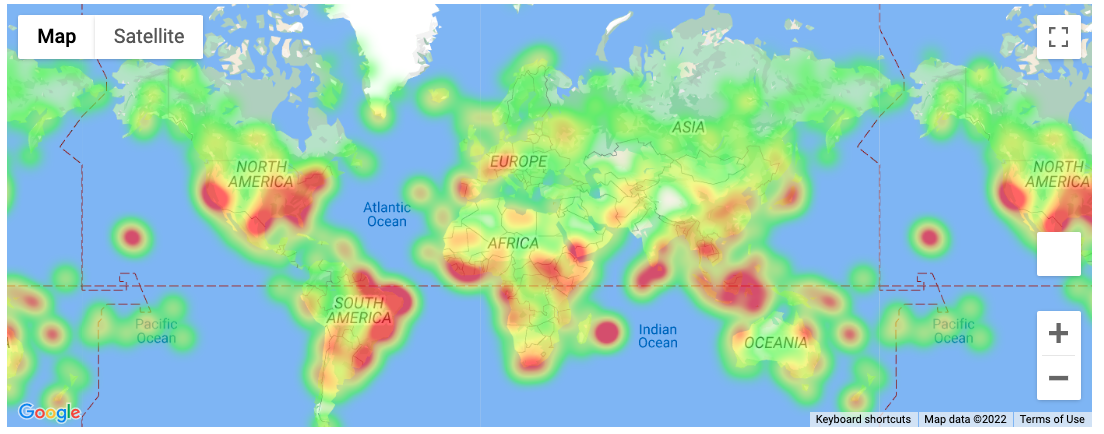 Map
Satellite
ASIA
NORTH
AMERICA
EUROPE
NORTH
AMERICA
Atlantic
Ocean
AFRICA
SOUTH
AMERICA
Pacific
Ocean
Indian
Ocean
OCEANIA
Pacific
Ocean
Google
Keyboard shortcuts
Map data ©2022
Terms of Use